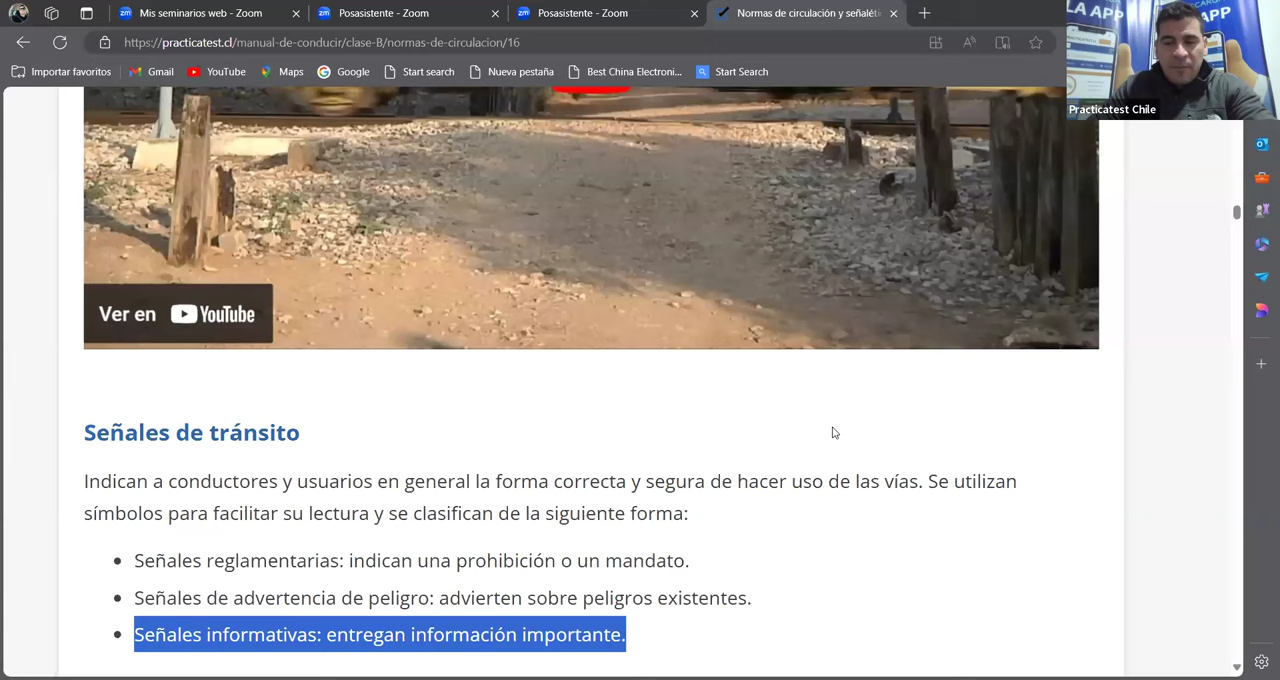 Mis seminarios web - Zoom
Posasistente - Zoom
Posasistente - Zoom
Normas de circulación y señaléti
https://practicatest.cl/manual-de-conducir/clase-B/normas-de-circulacion/16
Importar favoritos
Gmail
YouTube
Maps
Google
Start search
Nueva pestaña
Best China Electroni...
Start Search
LA APP
APP
Practicatest Chile
Ver en YouTube
Señales de tránsito
Indican a conductores y usuarios en general la forma correcta y segura de hacer uso de las vías. Se utilizan
símbolos para facilitar su lectura y se clasifican de la siguiente forma:
Señales reglamentarias: indican una prohibición o un mandato.
Señales de advertencia de peligro: advierten sobre peligros existentes.
Señales informativas: entregan información importante.